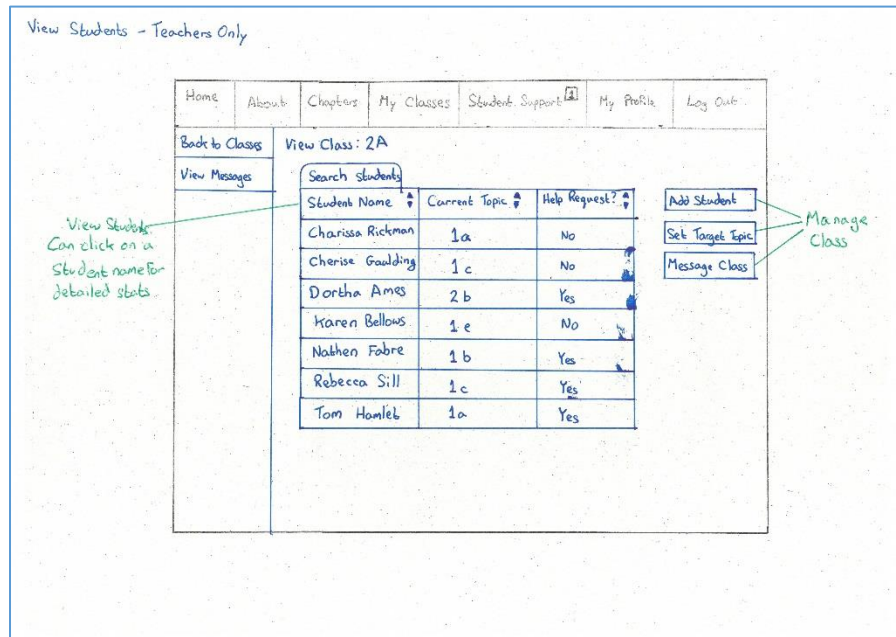 View Students - Teachers Only
Home About Chapters My Classes Student Support 1 My Profile Log Out
Back to Classes
View Messages
View Class: 2A
Search Students
Student Name Current Topic Help Request?
Charissa Rickman 1a No
Cherise Gaulding 1c No
Dortha Ames 2b Yes
Karen Bellows 1e No
Nathen Fabre 1b Yes
Rebecca Sill 1c Yes
Tom Hamlet 1a Yes
Add Student
Set Target Topic
Message Class
View Students.
Can click on a
Student name for
detailed stats.
Manage
Class